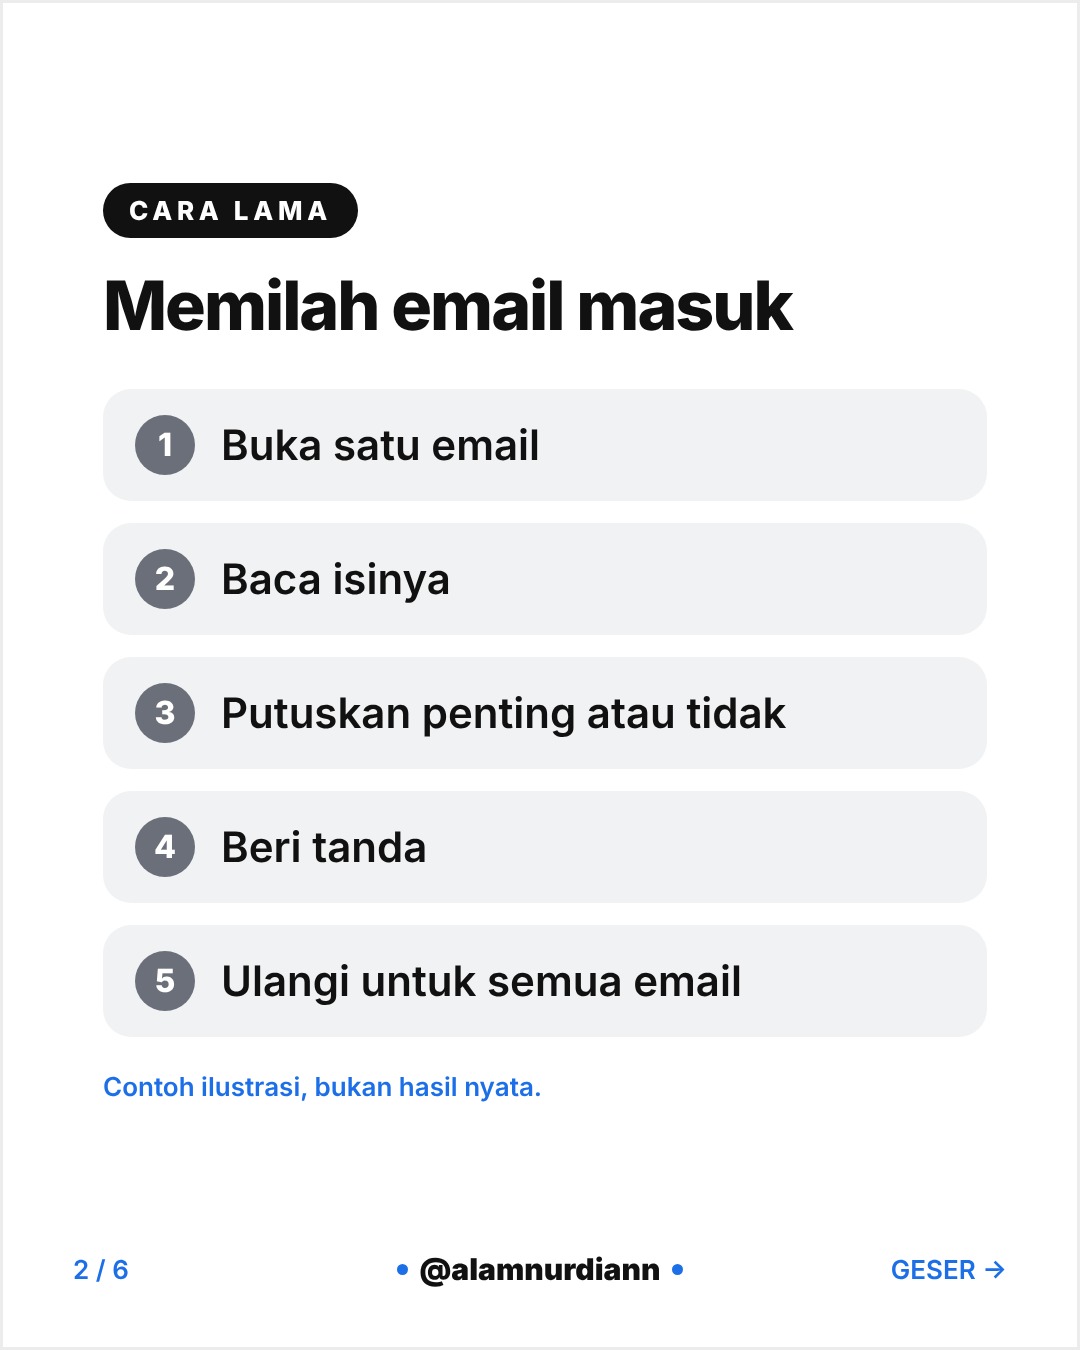 CARA LAMA
Memilah email masuk
1 Buka satu email
2 Baca isinya
3 Putuskan penting atau tidak
4 Beri tanda
5 Ulangi untuk semua email
Contoh ilustrasi, bukan hasil nyata.
2 / 6 • @alamnurdiann • GESER →